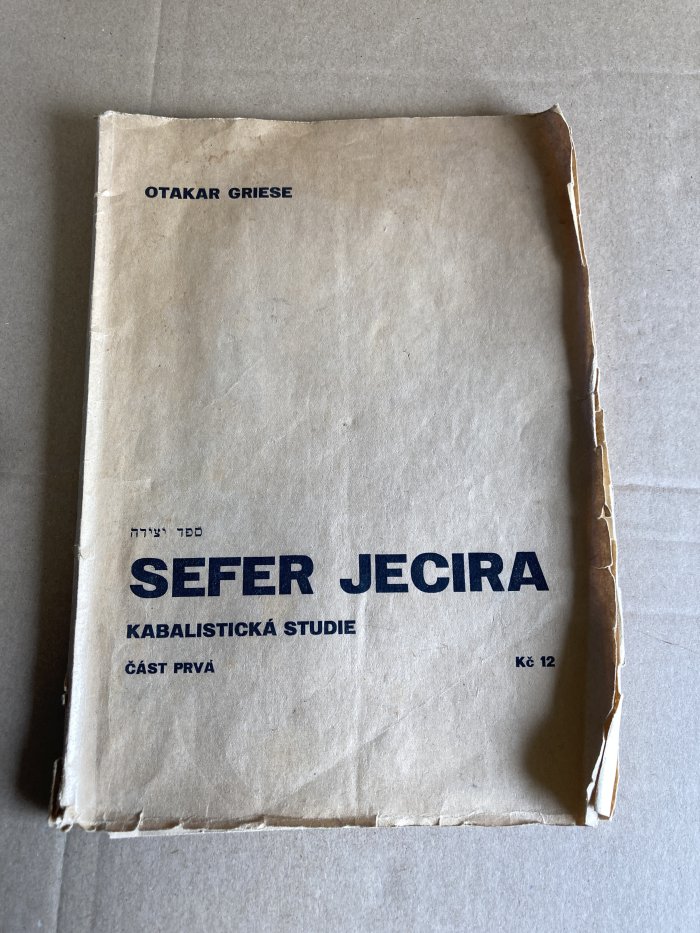 OTAKAR GRIESE
ספר יצירה
SEFER JECIRA
KABALISTICKÁ STUDIE
ČÁST PRVÁ
Kč 12